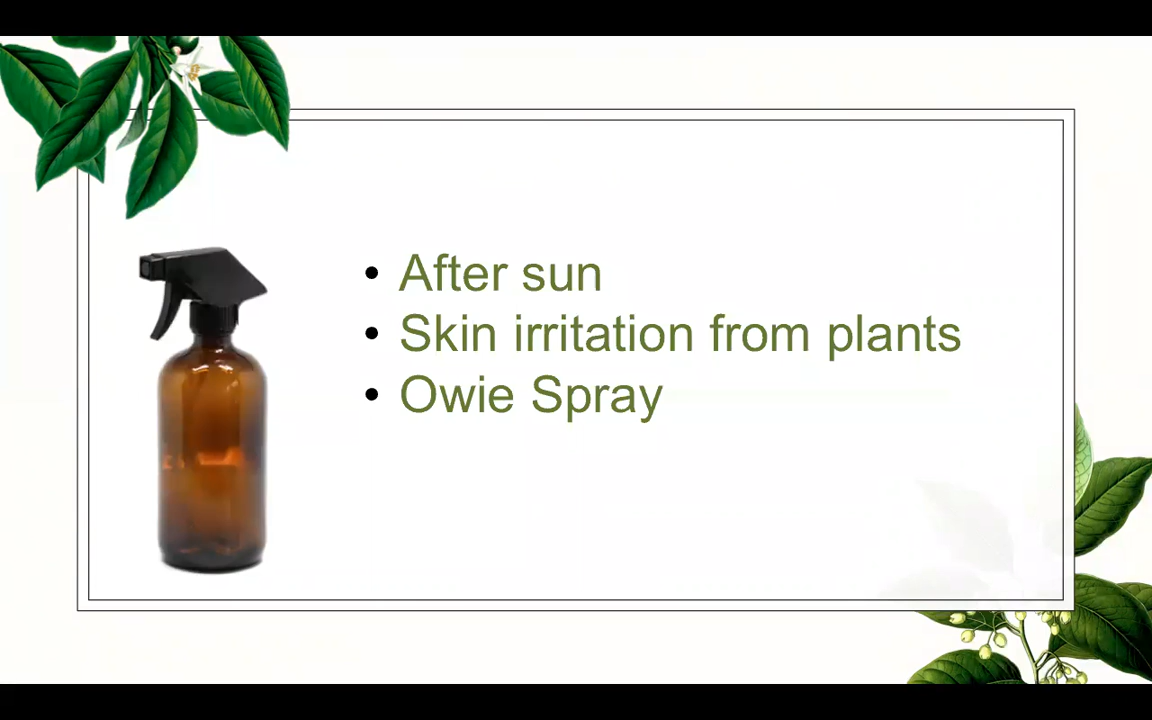 • After sun
• Skin irritation from plants
• Owie Spray